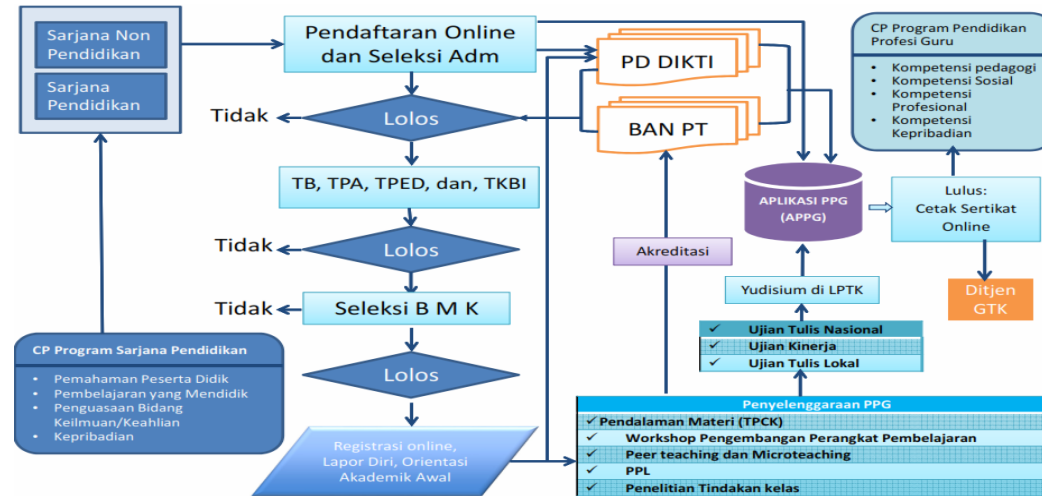 Sarjana Non
Pendidikan
Sarjana
Pendidikan
Pendaftaran Online
dan Seleksi Adm
PD DIKTI
BAN PT
CP Program Pendidikan
Profesi Guru
• Kompetensi pedagogi
• Kompetensi Sosial
• Kompetensi
Profesional
• Kompetensi
Kepribadian
Tidak
Lolos
TB, TPA, TPED, dan, TKBI
Tidak
Lolos
Tidak
Seleksi B M K
Lolos
APLIKASI PPG
(APPG)
Lulus:
Cetak Sertikat
Online
Akreditasi
Yudisium di LPTK
Ditjen
GTK
✓ Ujian Tulis Nasional
✓ Ujian Kinerja
✓ Ujian Tulis Lokal
CP Program Sarjana Pendidikan
• Pemahaman Peserta Didik
• Pembelajaran yang Mendidik
• Penguasaan Bidang
Keilmuan/Keahlian
• Kepribadian
Registrasi online,
Lapor Diri, Orientasi
Akademik Awal
Penyelenggaraan PPG
✓ Pendalaman Materi (TPCK)
✓ Workshop Pengembangan Perangkat Pembelajaran
✓ Peer teaching dan Microteaching
✓ PPL
✓ Penelitian Tindakan kelas